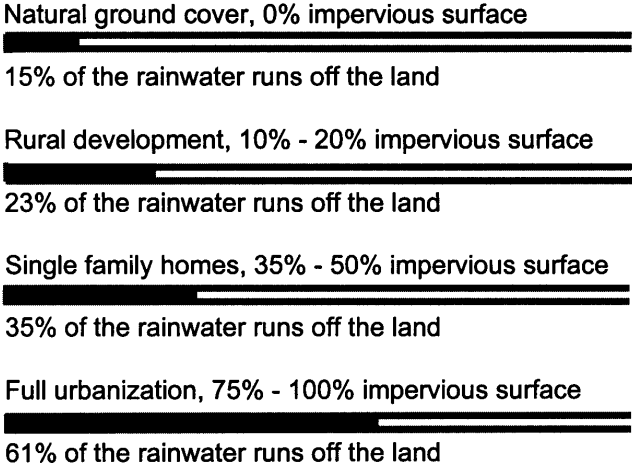 Natural ground cover, 0% impervious surface
15% of the rainwater runs off the land
Rural development, 10% - 20% impervious surface
23% of the rainwater runs off the land
Single family homes, 35% - 50% impervious surface
35% of the rainwater runs off the land
Full urbanization, 75% - 100% impervious surface
61% of the rainwater runs off the land